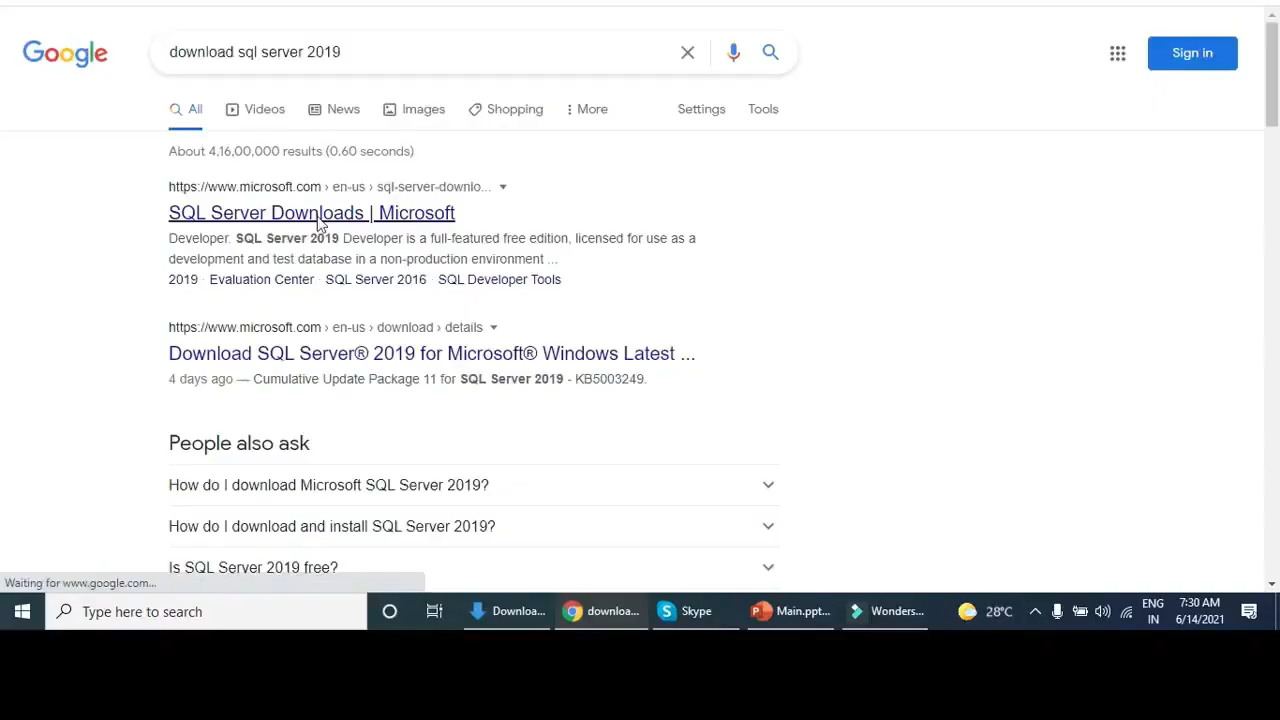 Google
download sql server 2019
Sign in
All Videos News Images Shopping More Settings Tools
About 4,16,00,000 results (0.60 seconds)
https://www.microsoft.com › en-us › sql-server-downlo...
SQL Server Downloads | Microsoft
Developer. SQL Server 2019 Developer is a full-featured free edition, licensed for use as a
development and test database in a non-production environment ...
2019 · Evaluation Center · SQL Server 2016 · SQL Developer Tools
https://www.microsoft.com › en-us › download › details
Download SQL Server® 2019 for Microsoft® Windows Latest ...
4 days ago — Cumulative Update Package 11 for SQL Server 2019 - KB5003249.
People also ask
How do I download Microsoft SQL Server 2019?
How do I download and install SQL Server 2019?
Is SQL Server 2019 free?
Waiting for www.google.com...
Type here to search Downloa... downloa... Skype Main.ppt... Wonders... 28°C ENG 7:30 AM
IN 6/14/2021